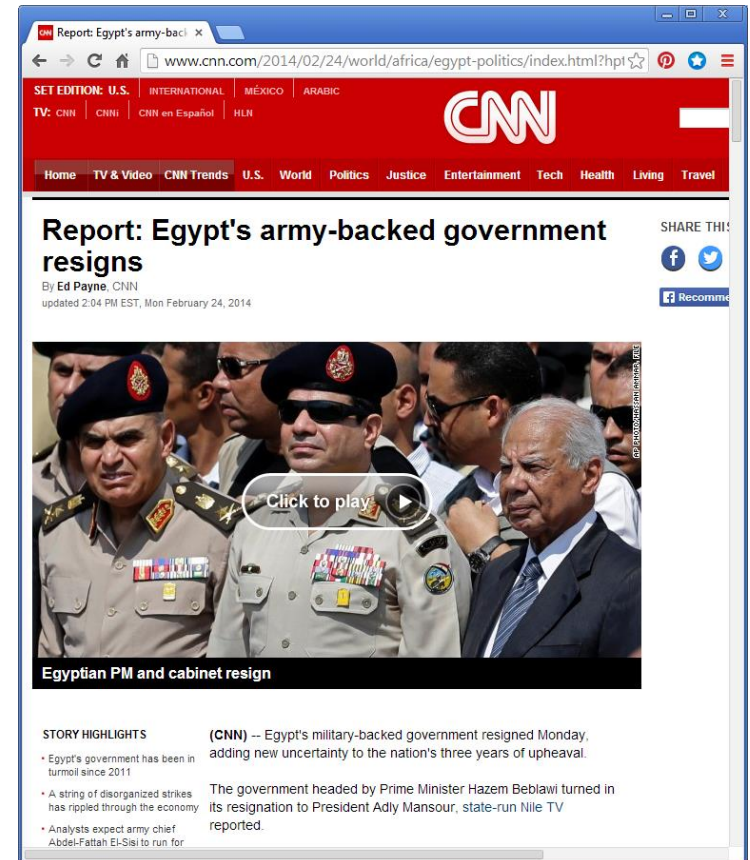 Report: Egypt's army-back
www.cnn.com/2014/02/24/world/africa/egypt-politics/index.html?hpt
SET EDITION: U.S. INTERNATIONAL MÉXICO ARABIC
TV: CNN CNNi CNN en Español HLN
CNN
Home TV & Video CNN Trends U.S. World Politics Justice Entertainment Tech Health Living Travel
Report: Egypt's army-backed government
resigns
By Ed Payne, CNN
updated 2:04 PM EST, Mon February 24, 2014
SHARE THIS
Recomme
AP PHOTO/HASSAN AMMAR, FILE
Click to play
Egyptian PM and cabinet resign
STORY HIGHLIGHTS
• Egypt's government has been in
turmoil since 2011
• A string of disorganized strikes
has rippled through the economy
• Analysts expect army chief
Abdel-Fattah El-Sisi to run for
(CNN) -- Egypt's military-backed government resigned Monday,
adding new uncertainty to the nation's three years of upheaval.
The government headed by Prime Minister Hazem Beblawi turned in
its resignation to President Adly Mansour, state-run Nile TV
reported.